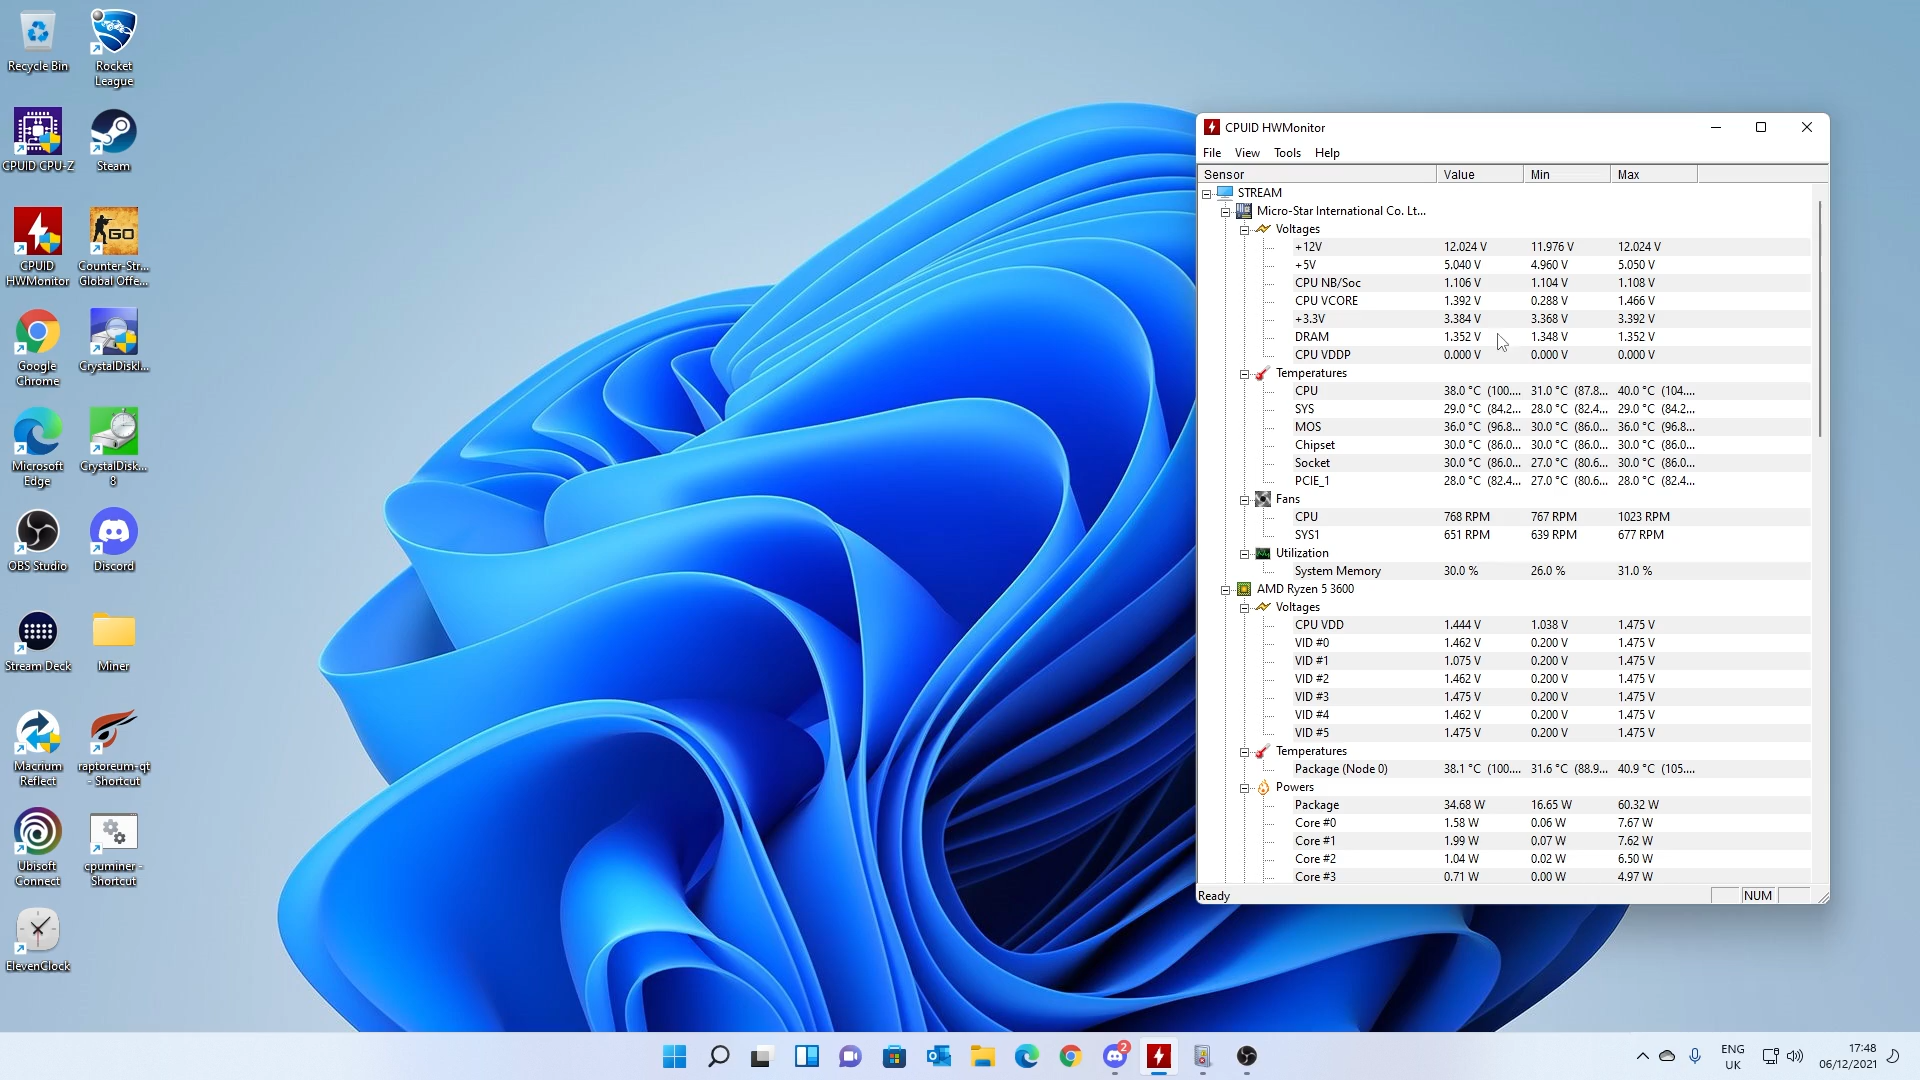 Recycle Bin
Rocket
League
CPUID CPU-Z
Steam
CPUID
HWMonitor
GO
Counter-Str...
Global Offe...
Google
Chrome
CrystalDiskI...
Microsoft
Edge
CrystalDisk...
8
OBS Studio
Discord
Stream Deck
Miner
Macrium
Reflect
raptoreum-qt
- Shortcut
Ubisoft
Connect
cpuminer -
Shortcut
ElevenClock
CPUID HWMonitor
File View Tools Help
Sensor Value Min Max
STREAM
Micro-Star International Co. Lt...
Voltages
+12V 12.024 V 11.976 V 12.024 V
+5V 5.040 V 4.960 V 5.050 V
CPU NB/Soc 1.106 V 1.104 V 1.108 V
CPU VCORE 1.392 V 0.288 V 1.466 V
+3.3V 3.384 V 3.368 V 3.392 V
DRAM 1.352 V 1.348 V 1.352 V
CPU VDDP 0.000 V 0.000 V 0.000 V
Temperatures
CPU 38.0 °C (100.... 31.0 °C (87.8... 40.0 °C (104....
SYS 29.0 °C (84.2... 28.0 °C (82.4... 29.0 °C (84.2...
MOS 36.0 °C (96.8... 30.0 °C (86.0... 36.0 °C (96.8...
Chipset 30.0 °C (86.0... 30.0 °C (86.0... 30.0 °C (86.0...
Socket 30.0 °C (86.0... 27.0 °C (80.6... 30.0 °C (86.0...
PCIE_1 28.0 °C (82.4... 27.0 °C (80.6... 28.0 °C (82.4...
Fans
CPU 768 RPM 767 RPM 1023 RPM
SYS1 651 RPM 639 RPM 677 RPM
Utilization
System Memory 30.0 % 26.0 % 31.0 %
AMD Ryzen 5 3600
Voltages
CPU VDD 1.444 V 1.038 V 1.475 V
VID #0 1.462 V 0.200 V 1.475 V
VID #1 1.075 V 0.200 V 1.475 V
VID #2 1.462 V 0.200 V 1.475 V
VID #3 1.475 V 0.200 V 1.475 V
VID #4 1.462 V 0.200 V 1.475 V
VID #5 1.475 V 0.200 V 1.475 V
Temperatures
Package (Node 0) 38.1 °C (100.... 31.6 °C (88.9... 40.9 °C (105....
Powers
Package 34.68 W 16.65 W 60.32 W
Core #0 1.58 W 0.06 W 7.67 W
Core #1 1.99 W 0.07 W 7.62 W
Core #2 1.04 W 0.02 W 6.50 W
Core #3 0.71 W 0.00 W 4.97 W
Ready NUM
2
ENG
UK
17:48
06/12/2021